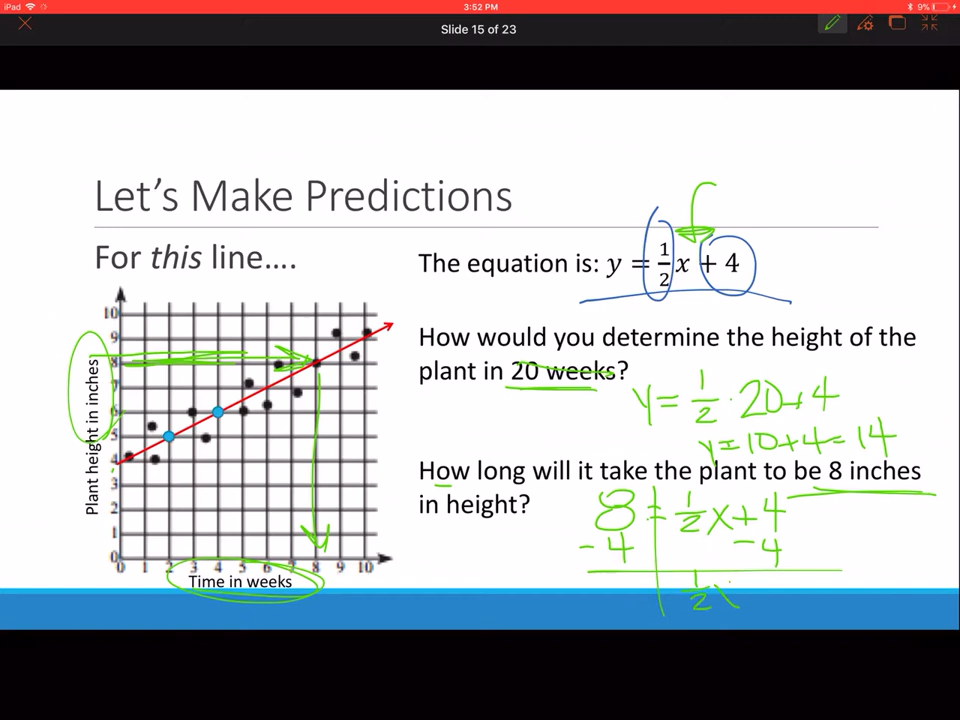 iPad
3:52 PM
9%
Slide 15 of 23
Let's Make Predictions
For this line....
The equation is: y = 1/2 x + 4
How would you determine the height of the
plant in 20 weeks?
y = 1/2 · 20 + 4
y = 10 + 4 = 14
How long will it take the plant to be 8 inches
in height?
8 = 1/2 x + 4
- 4 - 4
1/2 x
Plant height in inches
10
9
8
7
6
5
4
3
2
1
0
0 1 2 3 4 5 6 7 8 9 10
Time in weeks